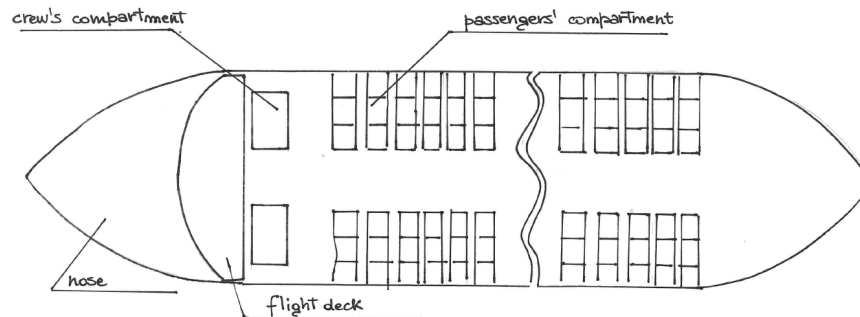 crew's compartment
passengers' compartment
nose
flight deck